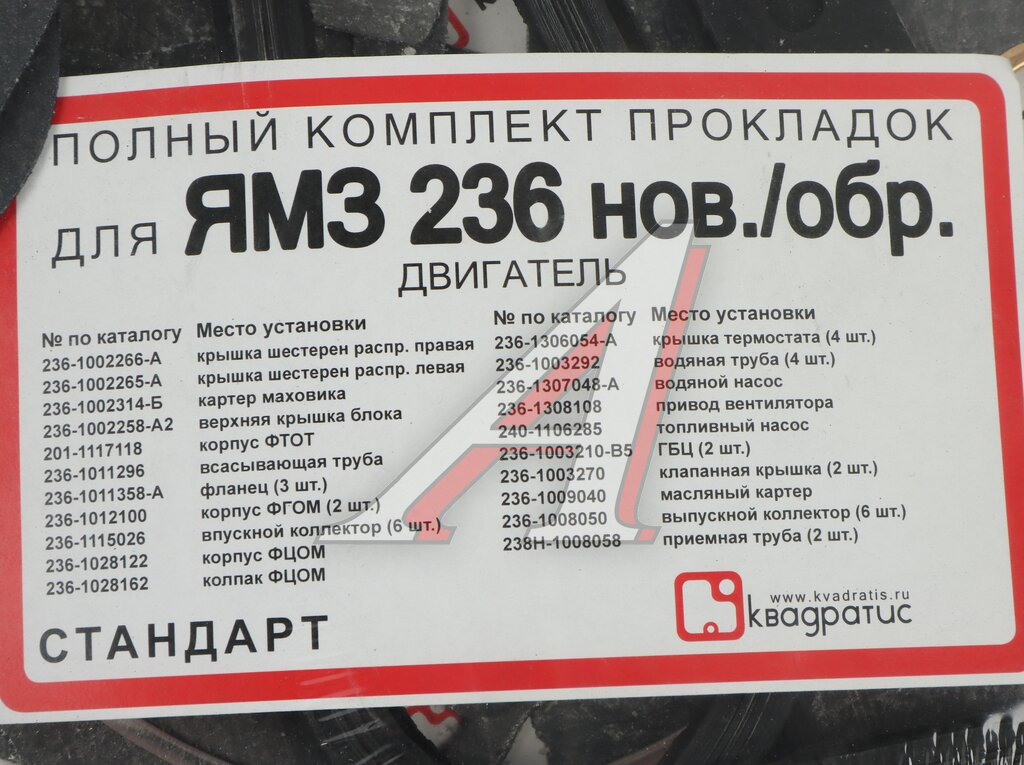 ПОЛНЫЙ КОМПЛЕКТ ПРОКЛАДОК
для ЯМЗ 236 нов./обр.
ДВИГАТЕЛЬ
№ по каталогу Место установки
236-1002266-А крышка шестерен распр. правая
236-1002265-А крышка шестерен распр. левая
236-1002314-Б картер маховика
236-1002258-А2 верхняя крышка блока
201-1117118 корпус ФТОТ
236-1011296 всасывающая труба
236-1011358-А фланец (3 шт.)
236-1012100 корпус ФГОМ (2 шт.)
236-1115026 впускной коллектор (6 шт.)
236-1028122 корпус ФЦОМ
236-1028162 колпак ФЦОМ
№ по каталогу Место установки
236-1306054-А крышка термостата (4 шт.)
236-1003292 водяная труба (4 шт.)
236-1307048-А водяной насос
236-1308108 привод вентилятора
240-1106285 топливный насос
236-1003210-В5 ГБЦ (2 шт.)
236-1003270 клапанная крышка (2 шт.)
236-1009040 масляный картер
236-1008050 выпускной коллектор (6 шт.)
238Н-1008058 приемная труба (2 шт.)
СТАНДАРТ
www.kvadratis.ru
квадратис